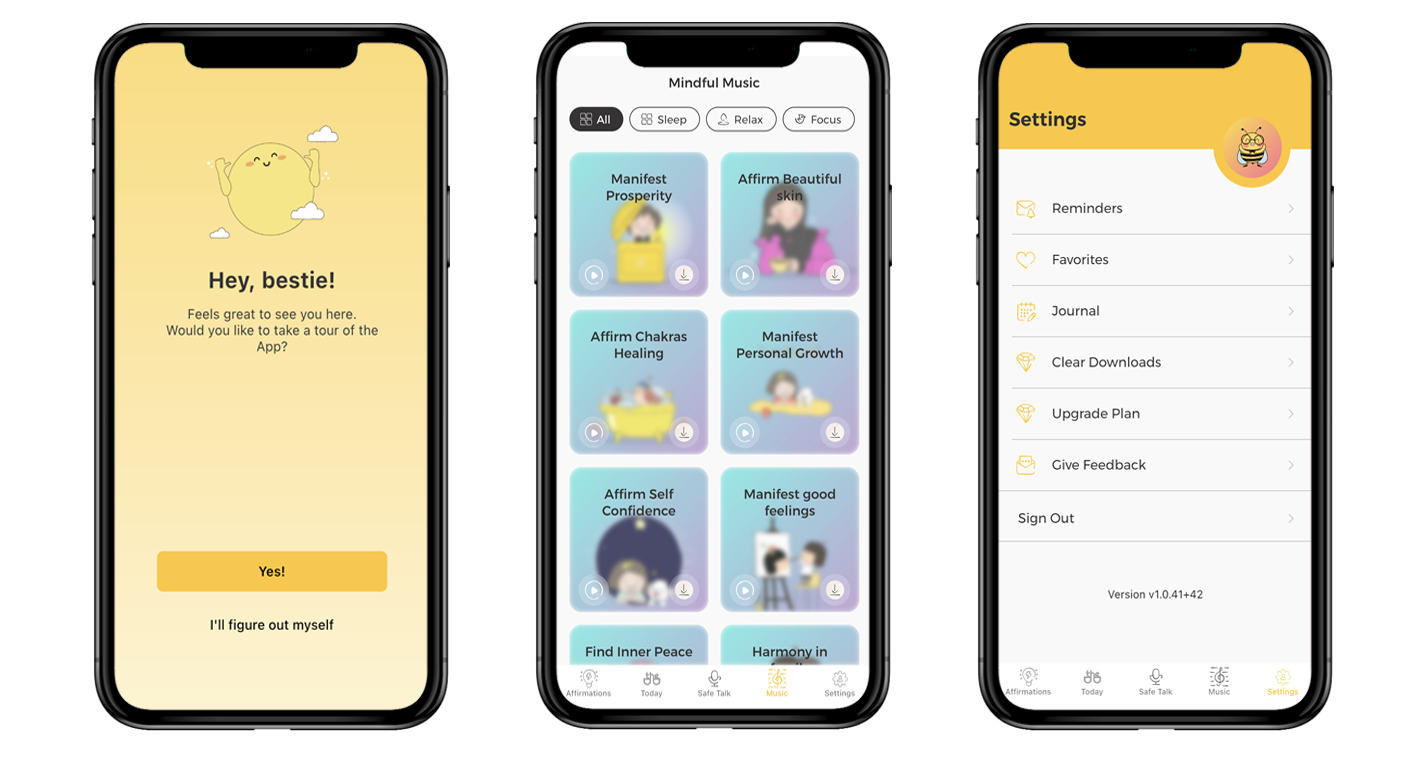 Hey, bestie!
Feels great to see you here.
Would you like to take a tour of the
App?
Yes!
I'll figure out myself
Mindful Music
All
Sleep
Relax
Focus
Manifest
Prosperity
Affirm Beautiful
skin
Affirm Chakras
Healing
Manifest
Personal Growth
Affirm Self
Confidence
Manifest good
feelings
Find Inner Peace
Harmony in
Affirmations
Today
Safe Talk
Music
Settings
Settings
Reminders
Favorites
Journal
Clear Downloads
Upgrade Plan
Give Feedback
Sign Out
Version v1.0.41+42
Affirmations
Today
Safe Talk
Music
Settings